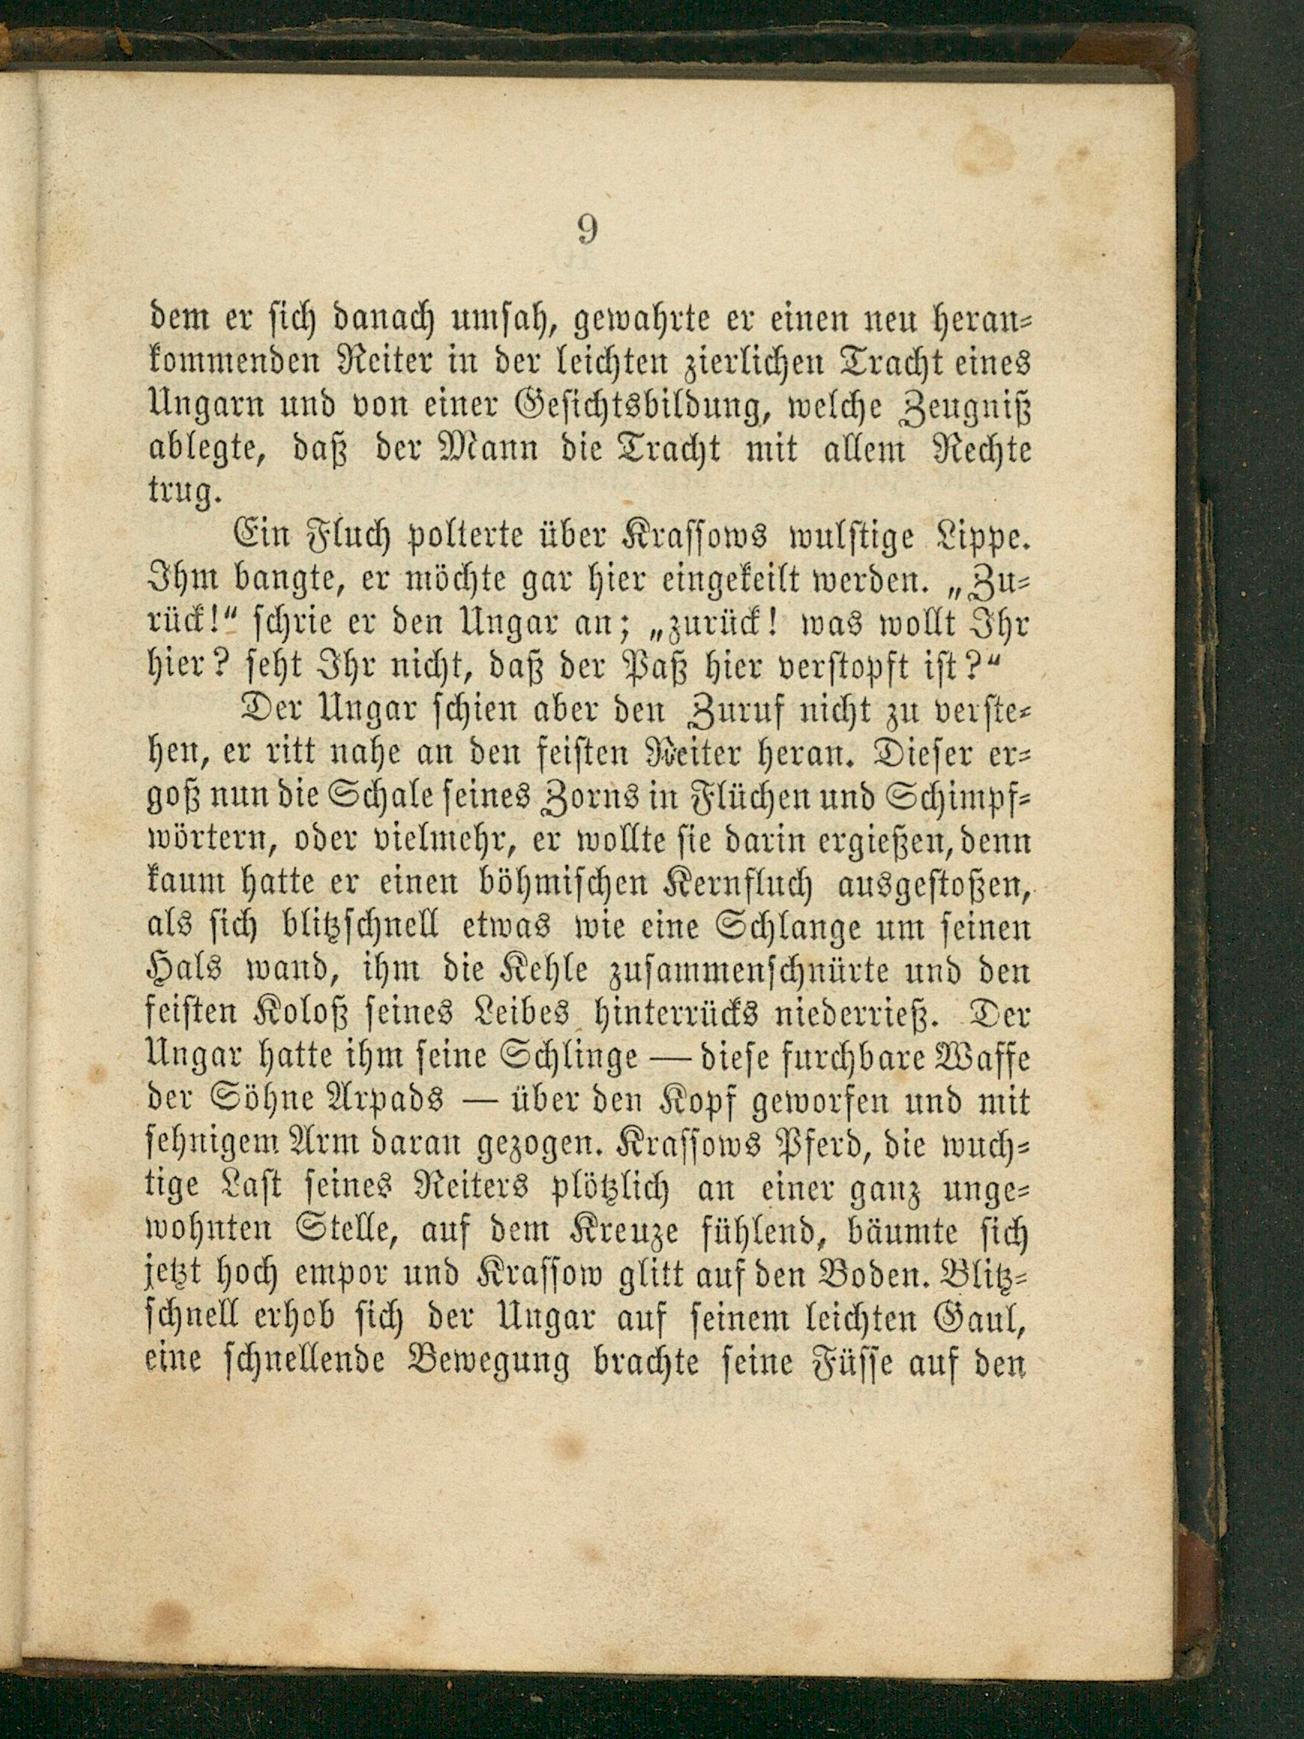 9
dem er sich danach umsah, gewahrte er einen neu heran-
kommenden Reiter in der leichten zierlichen Tracht eines
Ungarn und von einer Gesichtsbildung, welche Zeugniß
ablegte, daß der Mann die Tracht mit allem Rechte
trug.
Ein Fluch polterte über Krassows wulstige Lippe.
Ihm bangte, er möchte gar hier eingekeilt werden. „Zu-
rück!“ schrie er den Ungar an; „zurück! was wollt Ihr
hier? seht Ihr nicht, daß der Paß hier verstopft ist?“
Der Ungar schien aber den Zuruf nicht zu verste-
hen, er ritt nahe an den feisten Reiter heran. Dieser er-
goß nun die Schale seines Zorns in Flüchen und Schimpf-
wörtern, oder vielmehr, er wollte sie darin ergießen, denn
kaum hatte er einen böhmischen Kernfluch ausgestoßen,
als sich blitzschnell etwas wie eine Schlange um seinen
Hals wand, ihm die Kehle zusammenschnürte und den
feisten Koloß seines Leibes hinterrücks niederrieß. Der
Ungar hatte ihm seine Schlinge — diese furchbare Waffe
der Söhne Arpads — über den Kopf geworfen und mit
sehnigem Arm daran gezogen. Krassows Pferd, die wuch-
tige Last seines Reiters plötzlich an einer ganz unge-
wohnten Stelle, auf dem Kreuze fühlend, bäumte sich
jetzt hoch empor und Krassow glitt auf den Boden. Blitz-
schnell erhob sich der Ungar auf seinem leichten Gaul,
eine schnellende Bewegung brachte seine Füsse auf den